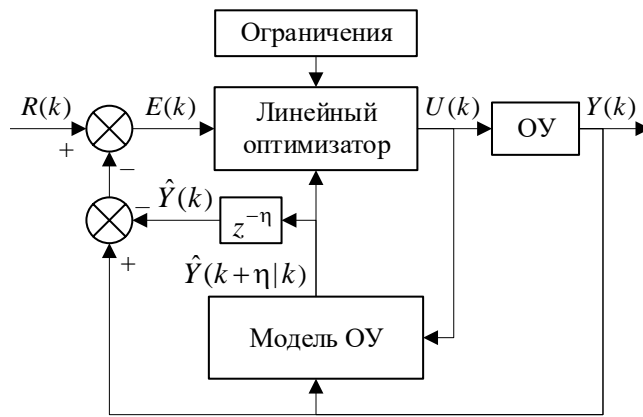 Ограничения
R(k)
E(k)
Линейный
оптимизатор
U(k)
ОУ
Y(k)
+
−
Ŷ(k)
−
z⁻ᑎ
+
Ŷ(k+η|k)
Модель ОУ